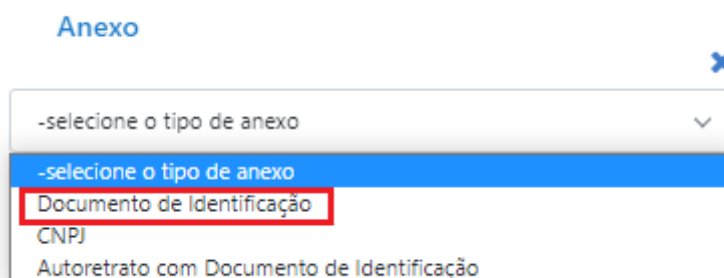 Anexo
-selecione o tipo de anexo
-selecione o tipo de anexo
Documento de Identificação
CNPJ
Autoretrato com Documento de Identificação